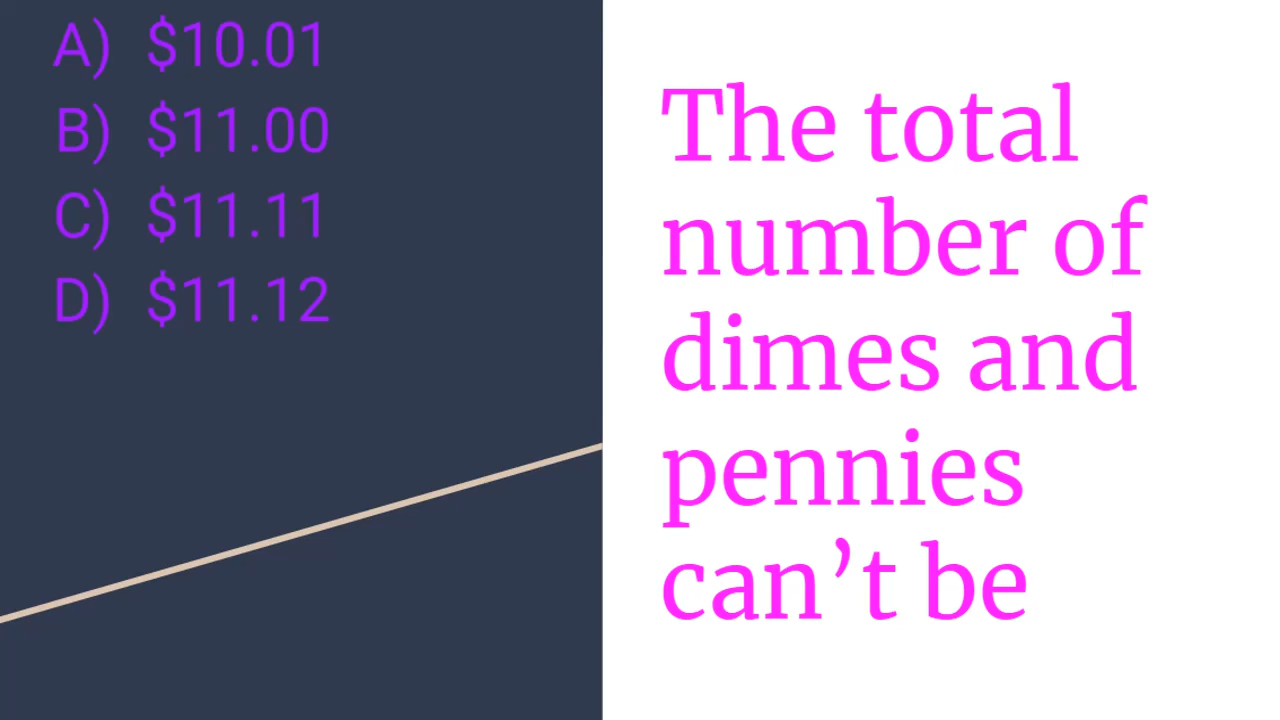 A) $10.01
B) $11.00
C) $11.11
D) $11.12
The total
number of
dimes and
pennies
can’t be